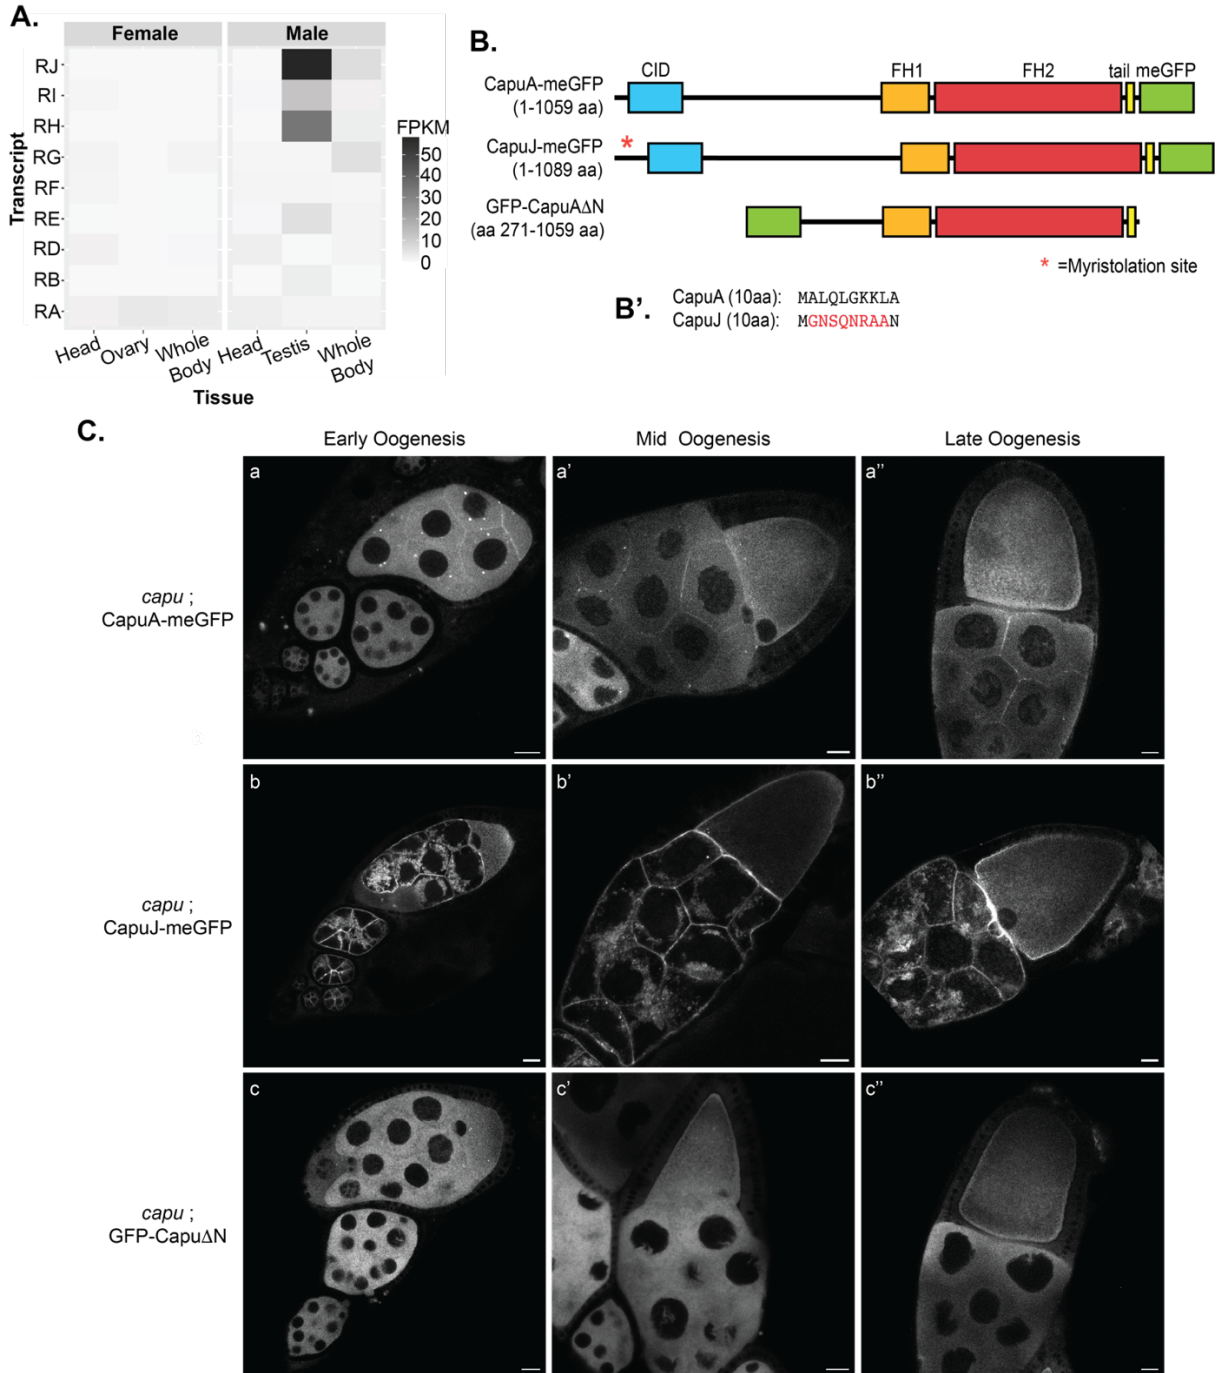 A.
Female Male
Transcript
RJ
RI
RH
RG
RF
RE
RD
RB
RA
FPKM
50
40
30
20
10
0
Head Ovary Whole Body Head Testis Whole Body
Tissue
B.
CID FH1 FH2 tail meGFP
CapuA-meGFP
(1-1059 aa)
*
CapuJ-meGFP
(1-1089 aa)
GFP-CapuAΔN
(aa 271-1059 aa)
* =Myristolation site
B’.
CapuA (10aa): MALQLGKKLA
CapuJ (10aa): MGNSQNRAAN
C.
Early Oogenesis Mid Oogenesis Late Oogenesis
capu ;
CapuA-meGFP
a a’ a’’
capu ;
CapuJ-meGFP
b b’ b’’
capu ;
GFP-CapuΔN
c c’ c’’